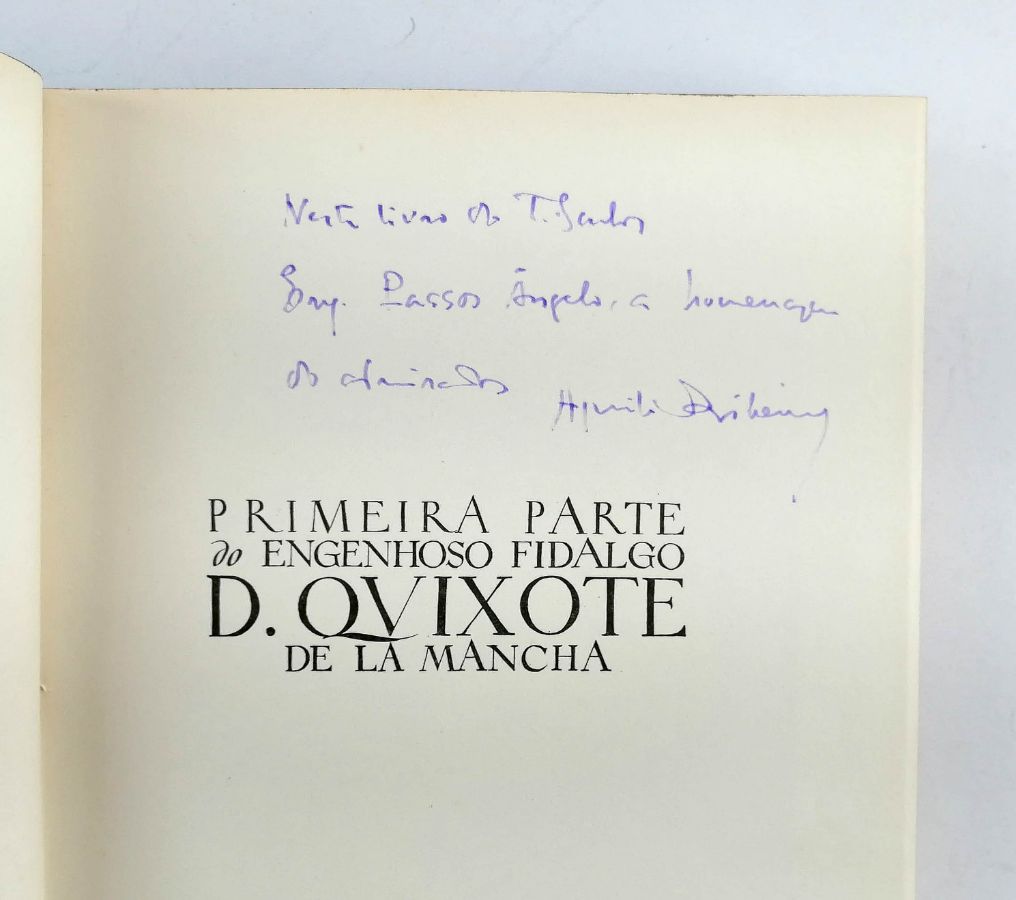 Neste livro do T. Santos
Eng. Passos Ângelo, a homenagem
do admirador
Aquilino Ribeiro
PRIMEIRA PARTE
do ENGENHOSO FIDALGO
D. QVIXOTE
DE LA MANCHA